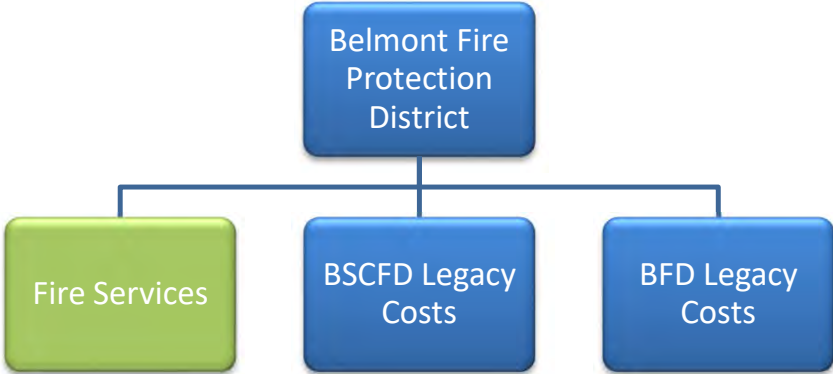 Belmont Fire
Protection
District
Fire Services
BSCFD Legacy
Costs
BFD Legacy
Costs